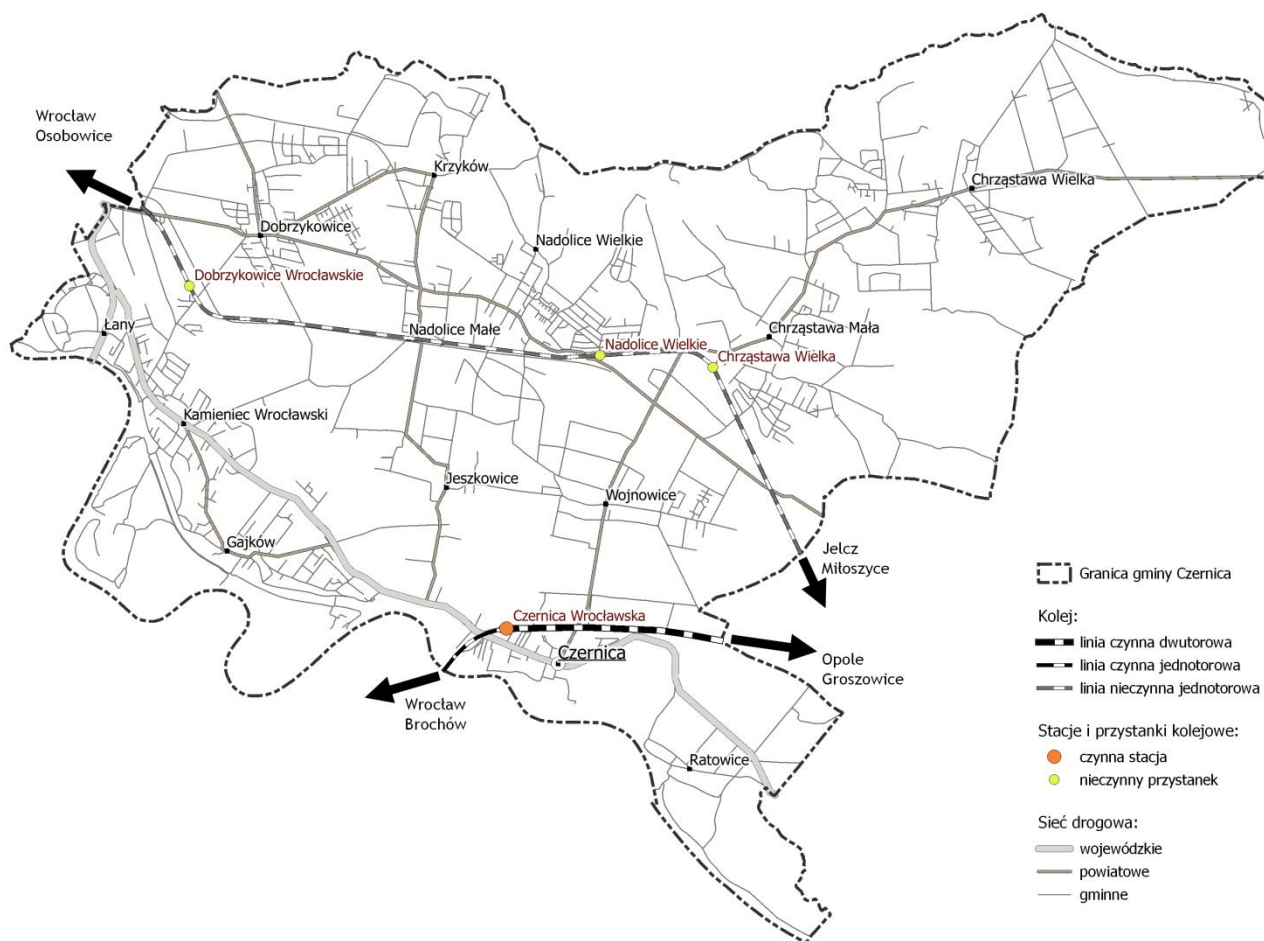 Wrocław
Osobowice
Krzyków
Chrząstawa Wielka
Dobrzykowice
Nadolice Wielkie
Dobrzykowice Wrocławskie
Łany
Nadolice Małe
Nadolice Wielkie
Chrząstawa Mała
Chrząstawa Wielka
Kamieniec Wrocławski
Jeszkowice
Wojnowice
Gajków
Jelcz
Miłoszyce
Czernica Wrocławska
Czernica
Opole
Groszowice
Wrocław
Brochów
Ratowice
Granica gminy Czernica
Kolej:
linia czynna dwutorowa
linia czynna jednotorowa
linia nieczynna jednotorowa
Stacje i przystanki kolejowe:
czynna stacja
nieczynny przystanek
Sieć drogowa:
wojewódzkie
powiatowe
gminne